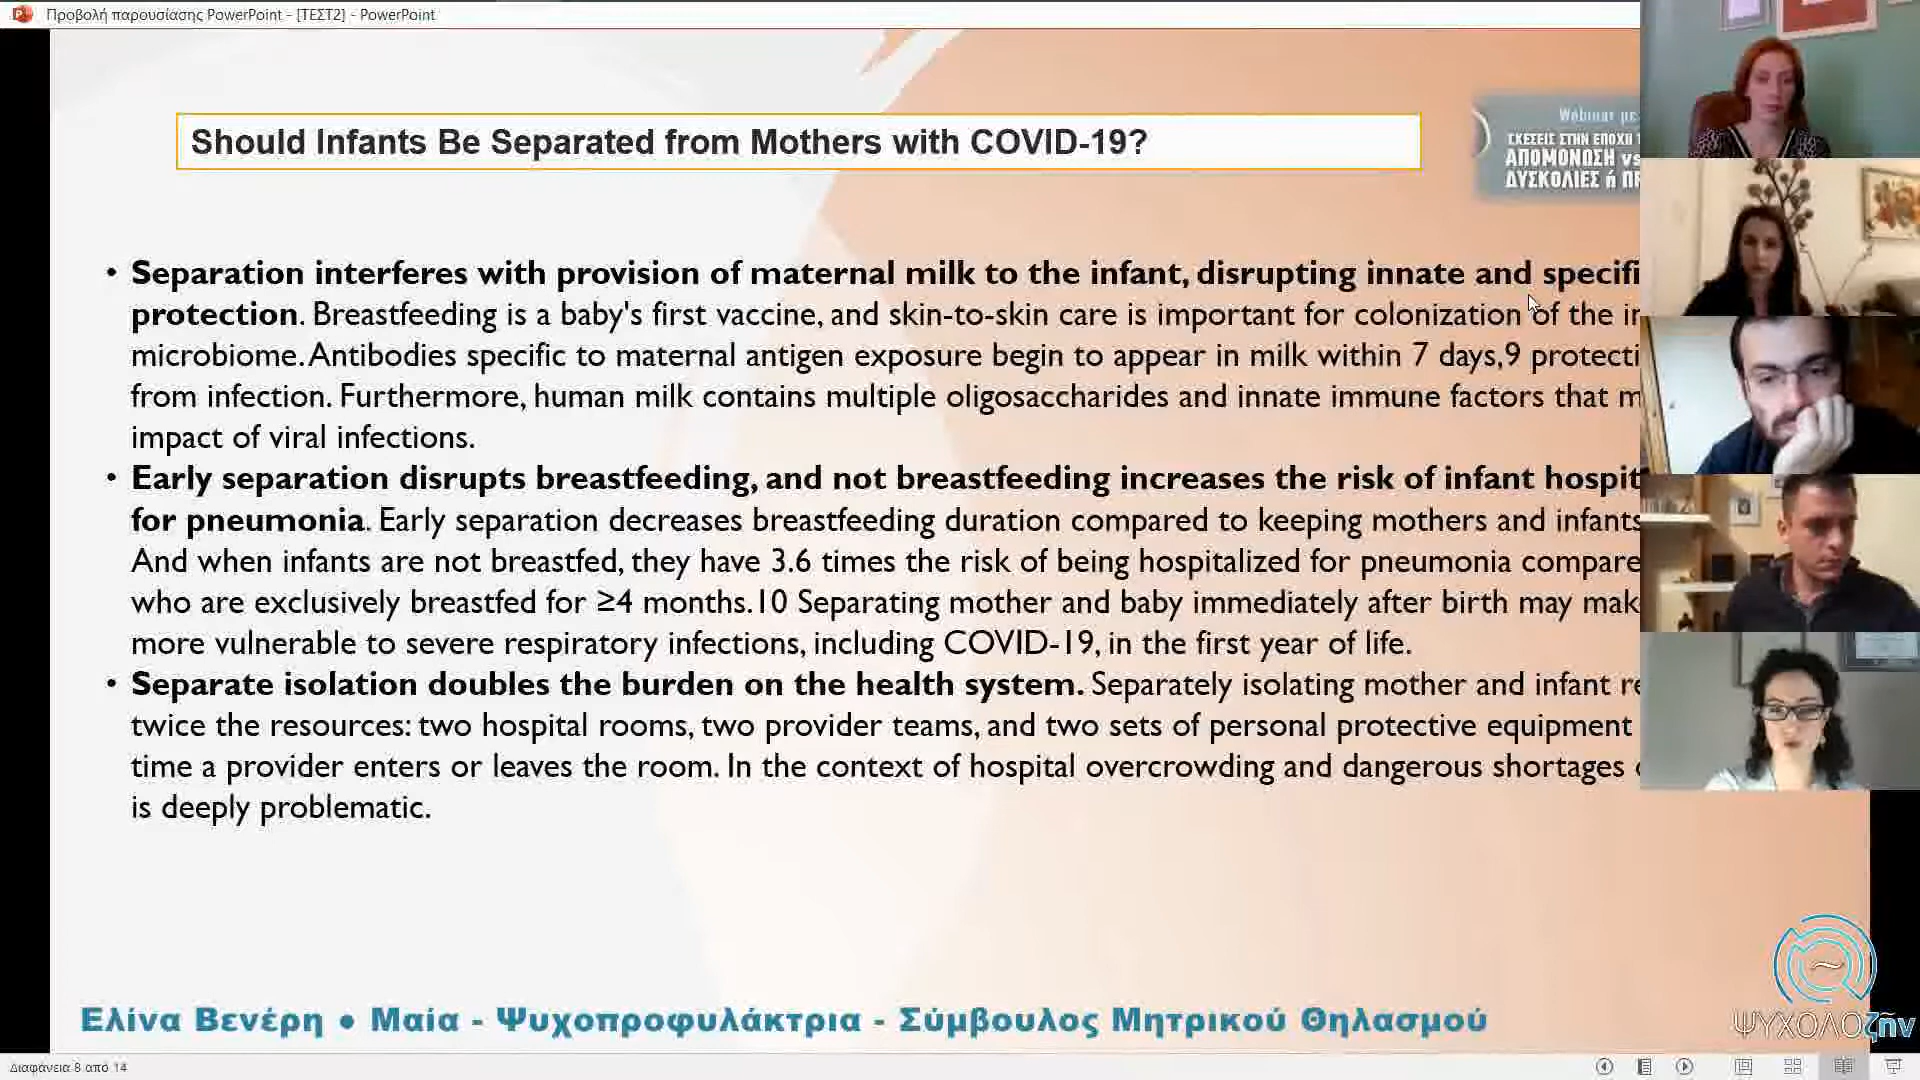 Προβολή παρουσίασης PowerPoint - [ΤΕΣΤ2] - PowerPoint
Should Infants Be Separated from Mothers with COVID-19?
Webinar με
ΣΧΕΣΕΙΣ ΣΤΗΝ ΕΠΟΧΗ
ΑΠΟΜΟΝΩΣΗ vs
ΔΥΣΚΟΛΙΕΣ ή
• Separation interferes with provision of maternal milk to the infant, disrupting innate and specifi
protection. Breastfeeding is a baby's first vaccine, and skin-to-skin care is important for colonization of the
microbiome. Antibodies specific to maternal antigen exposure begin to appear in milk within 7 days,9 protecti
from infection. Furthermore, human milk contains multiple oligosaccharides and innate immune factors that
impact of viral infections.
• Early separation disrupts breastfeeding, and not breastfeeding increases the risk of infant hospit
for pneumonia. Early separation decreases breastfeeding duration compared to keeping mothers and infants
And when infants are not breastfed, they have 3.6 times the risk of being hospitalized for pneumonia compare
who are exclusively breastfed for ≥4 months.10 Separating mother and baby immediately after birth may mak
more vulnerable to severe respiratory infections, including COVID-19, in the first year of life.
• Separate isolation doubles the burden on the health system. Separately isolating mother and infant re
twice the resources: two hospital rooms, two provider teams, and two sets of personal protective equipment
time a provider enters or leaves the room. In the context of hospital overcrowding and dangerous shortages
is deeply problematic.
Ελίνα Βενέρη ● Μαία - Ψυχοπροφυλάκτρια - Σύμβουλος Μητρικού Θηλασμού
ΨΥΧΟΛΟζῆν
Διαφάνεια 8 από 14